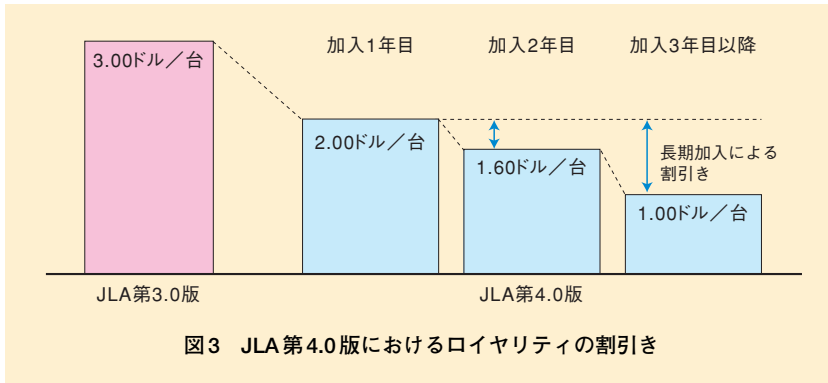 加入1年目
加入2年目
加入3年目以降
3.00ドル／台
2.00ドル／台
1.60ドル／台
1.00ドル／台
長期加入による
割引き
JLA第3.0版
JLA第4.0版
図3 JLA第4.0版におけるロイヤリティの割引き